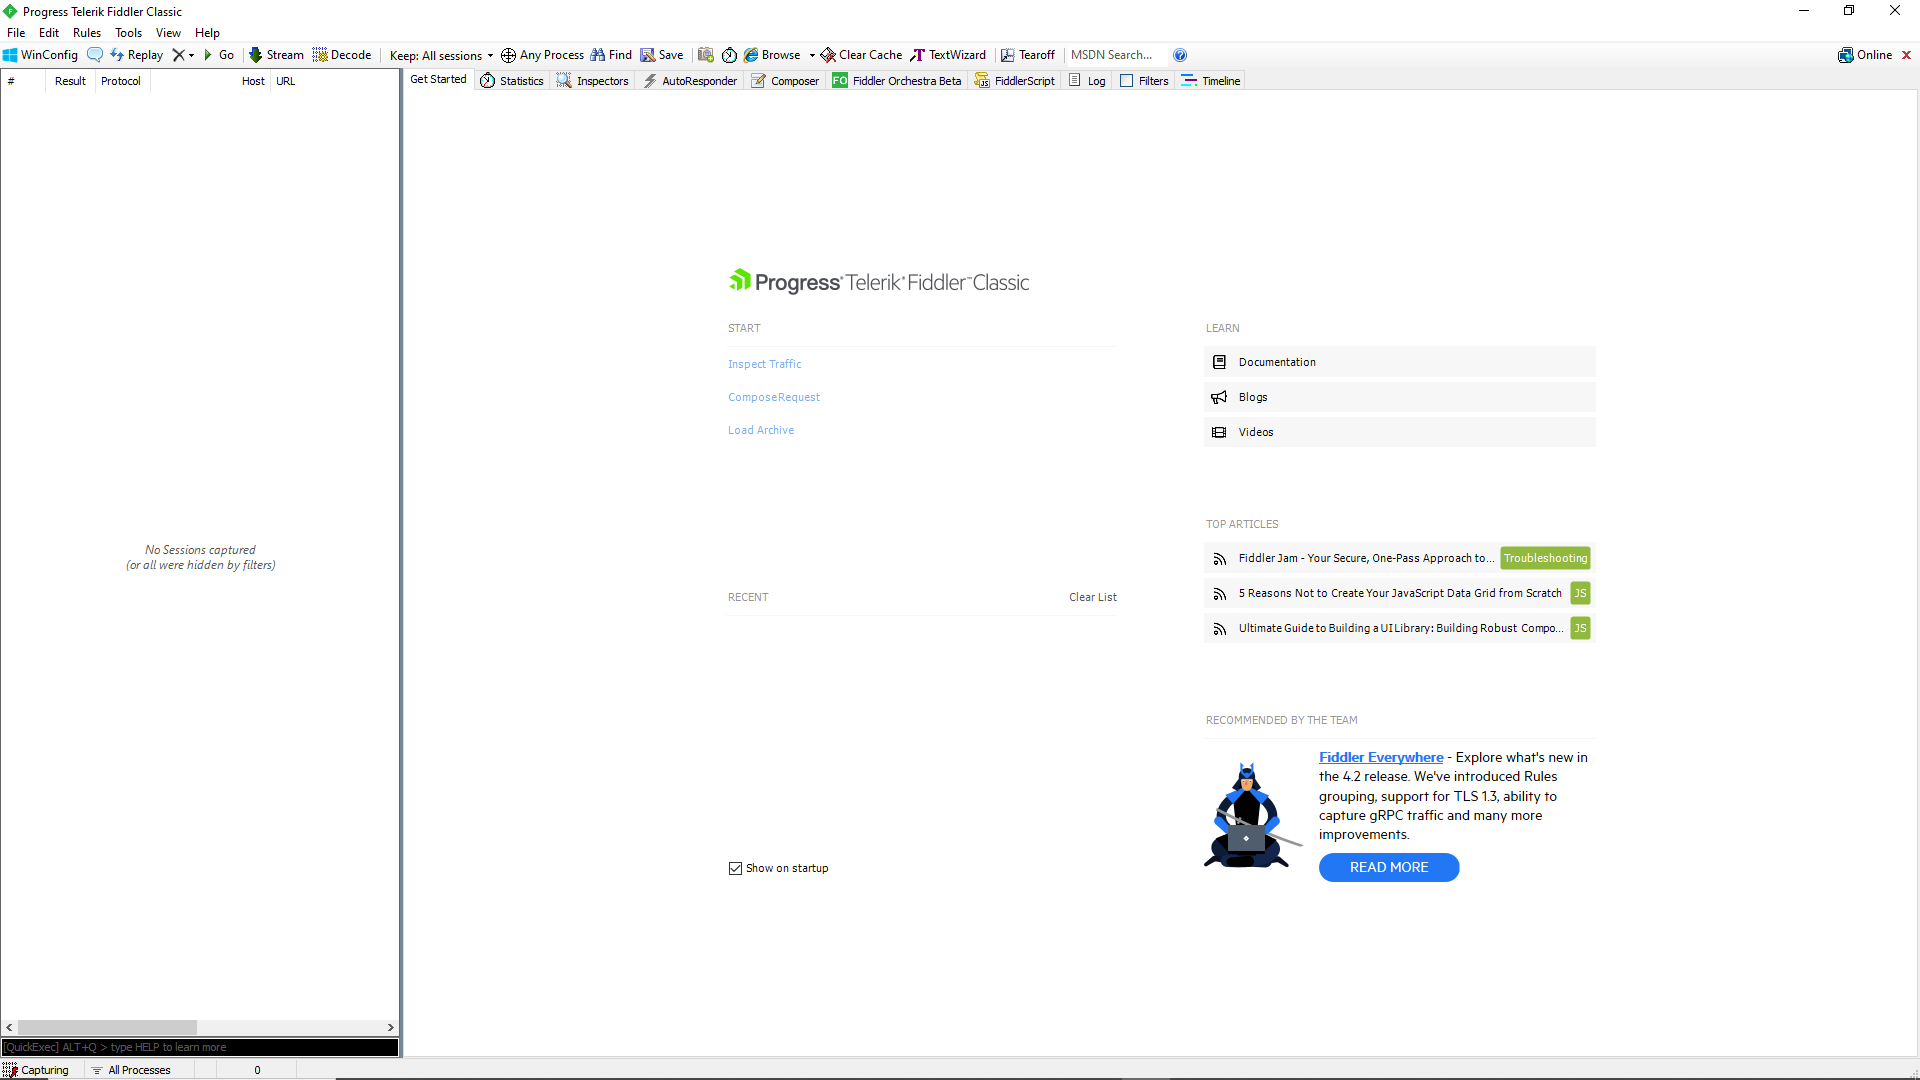 Progress Telerik Fiddler Classic
File Edit Rules Tools View Help
WinConfig Replay Go Stream Decode Keep: All sessions Any Process Find Save Browse Clear Cache TextWizard Tearoff MSDN Search... Online
# Result Protocol Host URL
Get Started Statistics Inspectors AutoResponder Composer FO Fiddler Orchestra Beta FiddlerScript Log Filters Timeline
Progress Telerik Fiddler Classic
START
Inspect Traffic
Compose Request
Load Archive
LEARN
Documentation
Blogs
Videos
No Sessions captured
(or all were hidden by filters)
TOP ARTICLES
Fiddler Jam - Your Secure, One-Pass Approach to... Troubleshooting
5 Reasons Not to Create Your JavaScript Data Grid from Scratch JS
Ultimate Guide to Building a UI Library: Building Robust Compo... JS
RECENT Clear List
RECOMMENDED BY THE TEAM
Fiddler Everywhere - Explore what's new in
the 4.2 release. We've introduced Rules
grouping, support for TLS 1.3, ability to
capture gRPC traffic and many more
improvements.
READ MORE
Show on startup
[QuickExec] ALT+Q > type HELP to learn more
Capturing All Processes 0